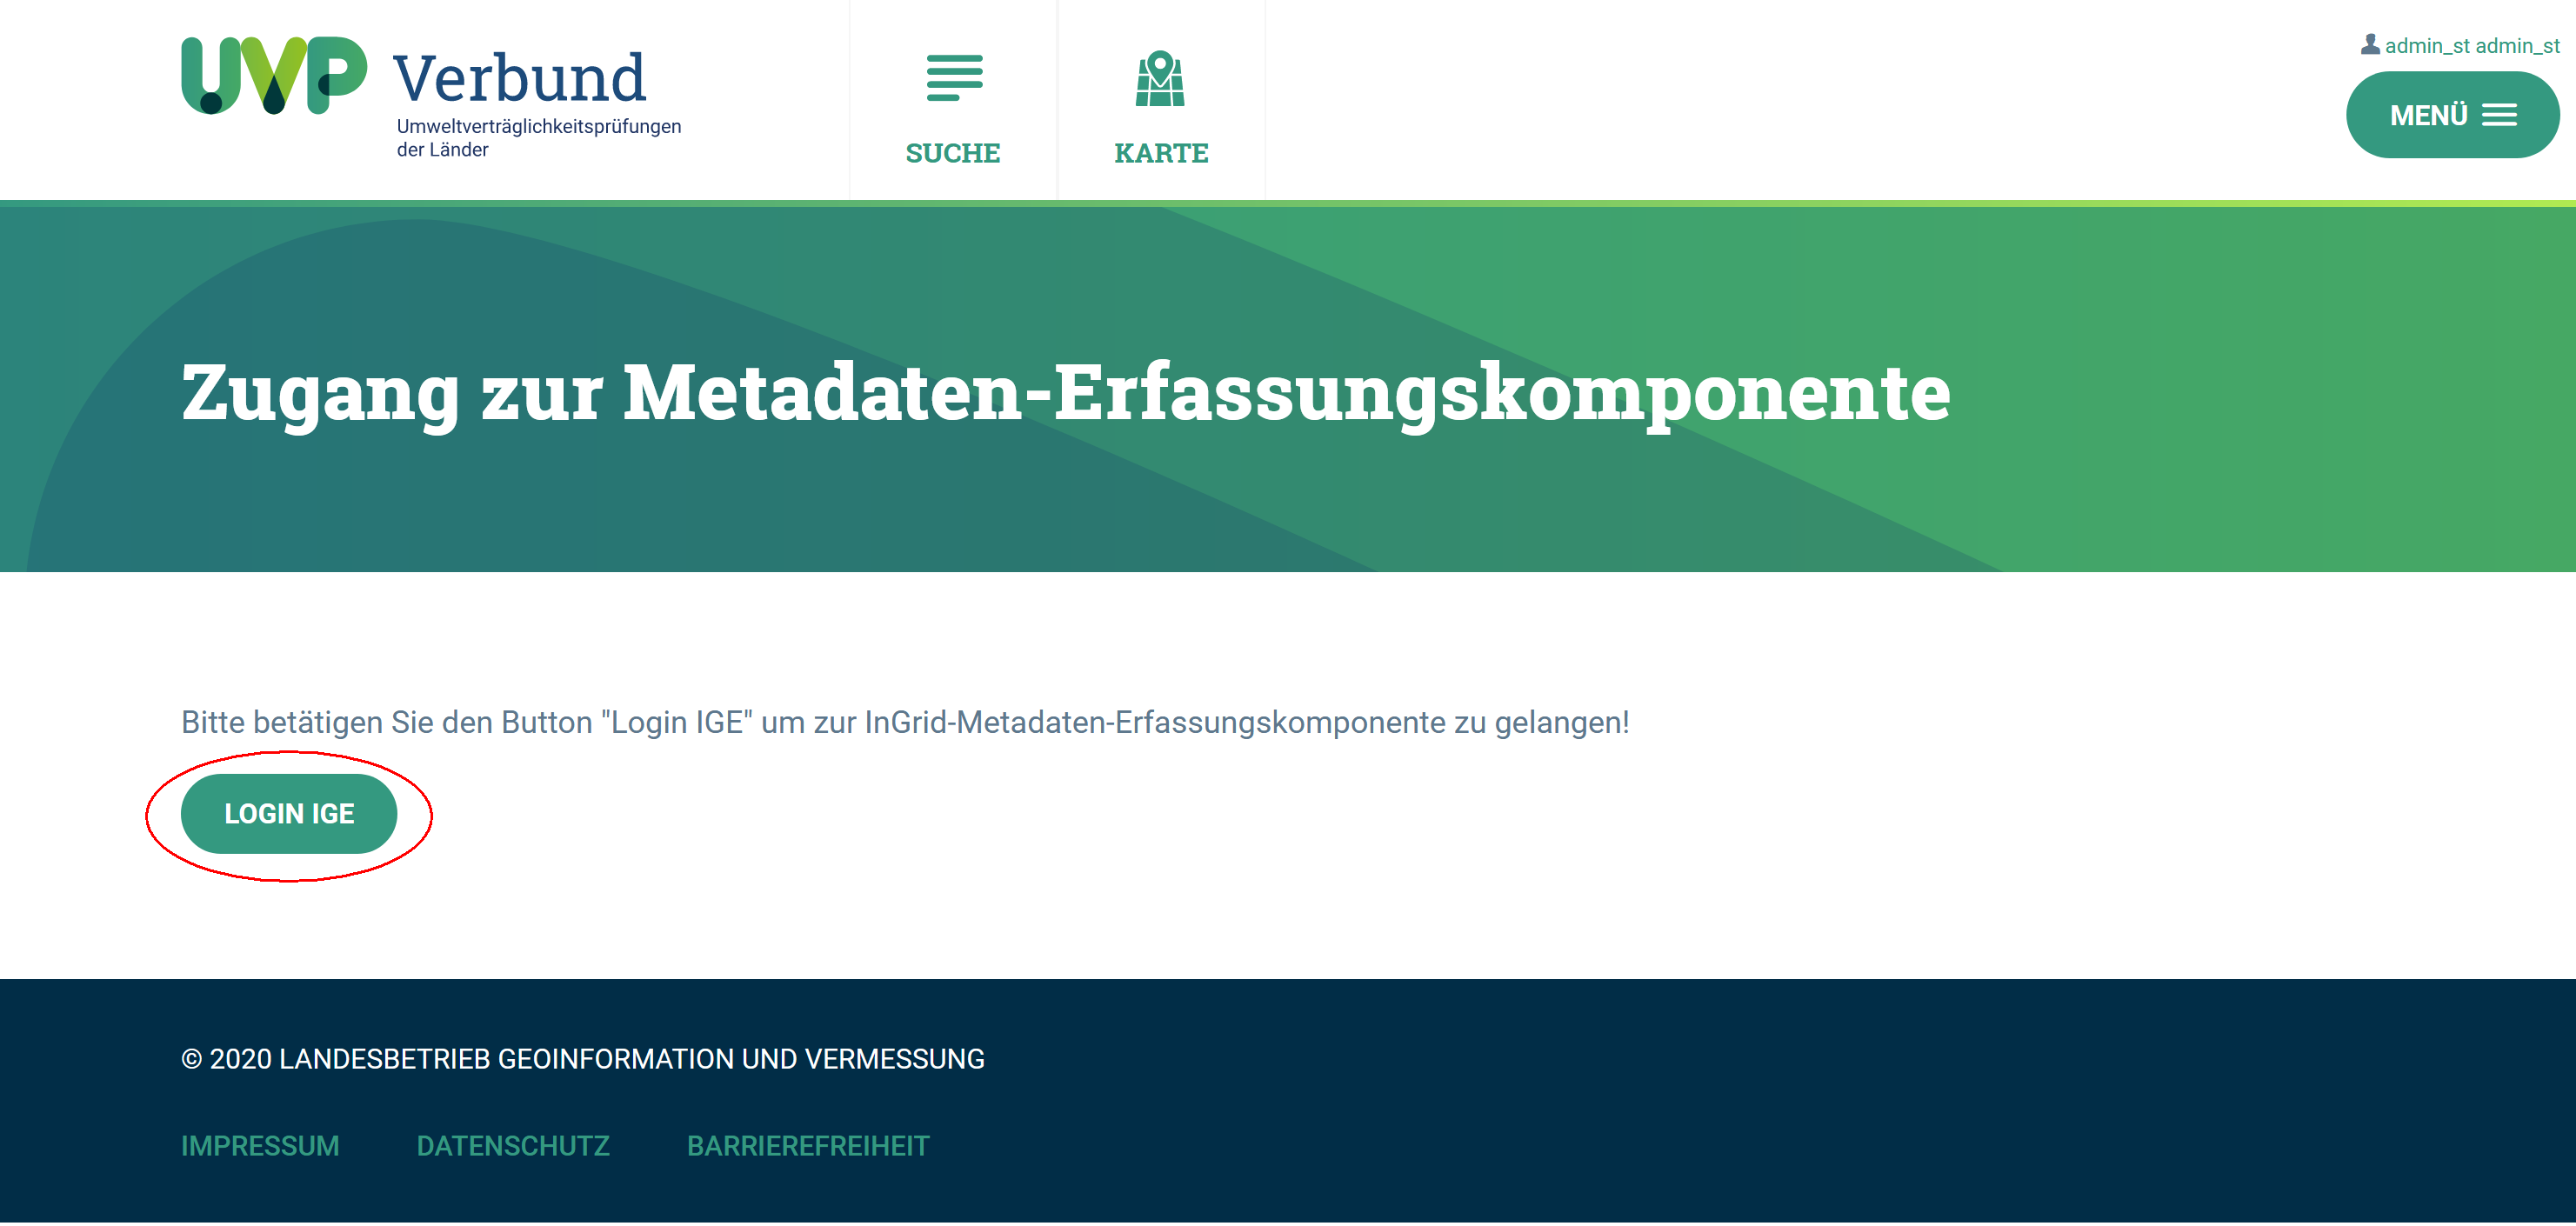 UVP Verbund
Umweltverträglichkeitsprüfungen
der Länder
SUCHE
KARTE
admin_st admin_st
MENÜ
Zugang zur Metadaten-Erfassungskomponente
Bitte betätigen Sie den Button "Login IGE" um zur InGrid-Metadaten-Erfassungskomponente zu gelangen!
LOGIN IGE
© 2020 LANDESBETRIEB GEOINFORMATION UND VERMESSUNG
IMPRESSUM DATENSCHUTZ BARRIEREFREIHEIT